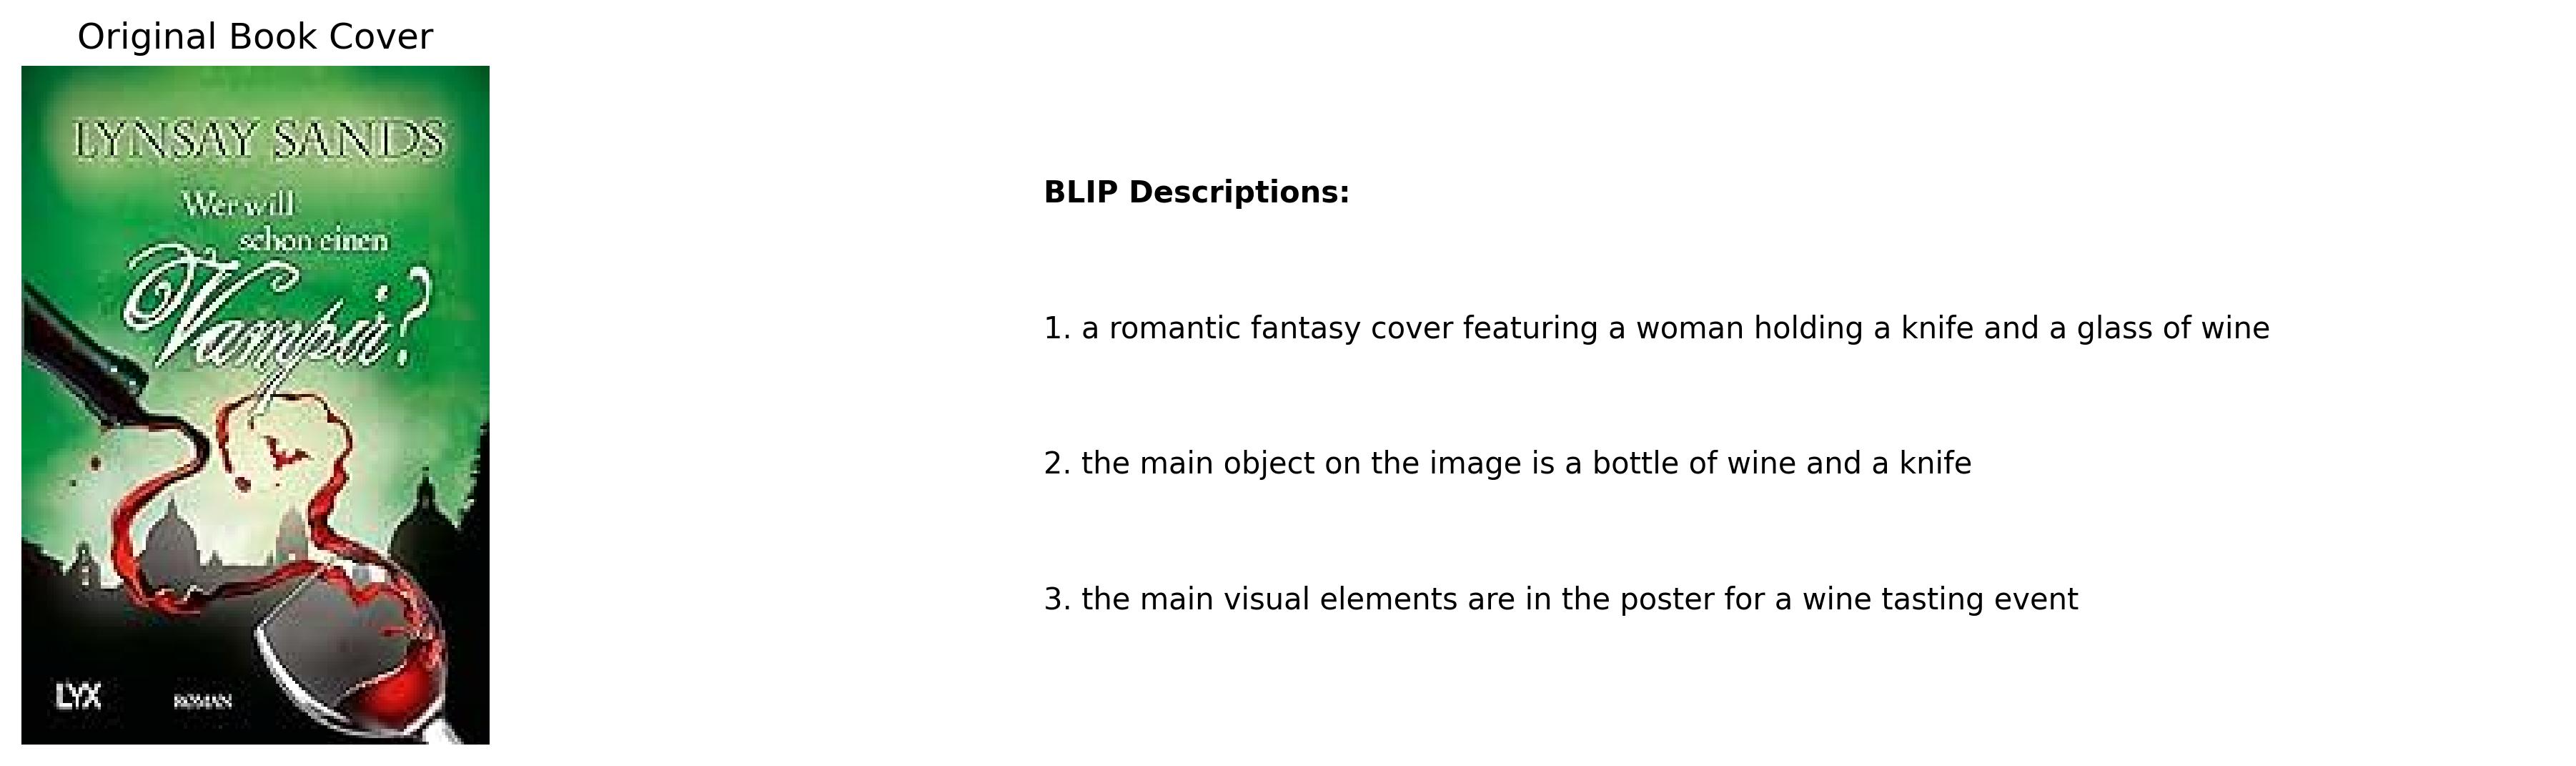 Original Book Cover
LYNSAY SANDS
Wer will
schon einen
Vampir?
LYX
ROMAN
BLIP Descriptions:
1. a romantic fantasy cover featuring a woman holding a knife and a glass of wine
2. the main object on the image is a bottle of wine and a knife
3. the main visual elements are in the poster for a wine tasting event